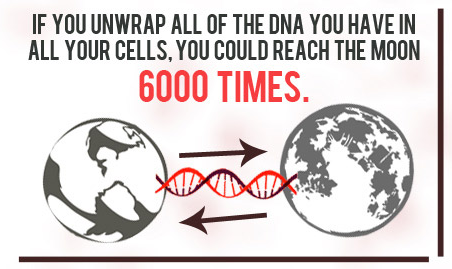 IF YOU UNWRAP ALL OF THE DNA YOU HAVE IN
ALL YOUR CELLS, YOU COULD REACH THE MOON
6000 TIMES.